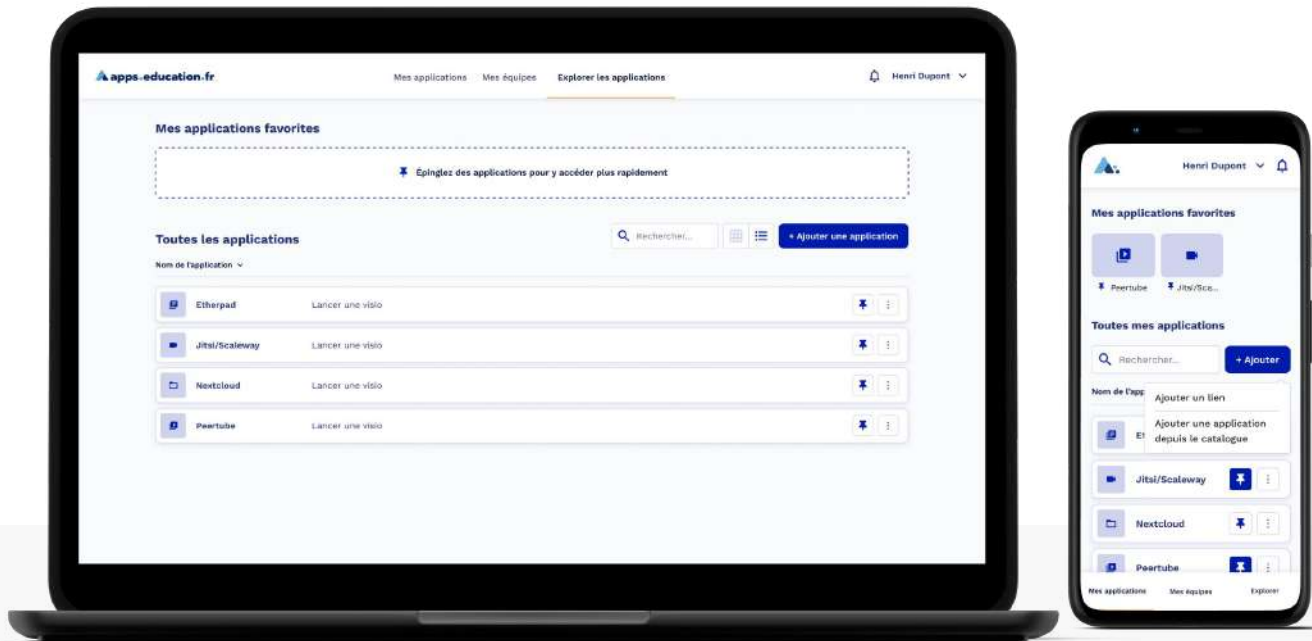 apps.education.fr
Mes applications Mes équipes Explorer les applications
Henri Dupont
Mes applications favorites
Épinglez des applications pour y accéder plus rapidement
Toutes les applications
Rechercher...
+ Ajouter une application
Nom de l'application
Etherpad Lancer une visio
Jitsi/Scaleway Lancer une visio
Nextcloud Lancer une visio
Peertube Lancer une visio
Henri Dupont
Mes applications favorites
Peertube Jitsi/Sca...
Toutes mes applications
Rechercher...
+ Ajouter
Nom de l'app
Ajouter un lien
Ajouter une application
depuis le catalogue
Et
Jitsi/Scaleway
Nextcloud
Peertube
Mes applications Mes équipes Explorer